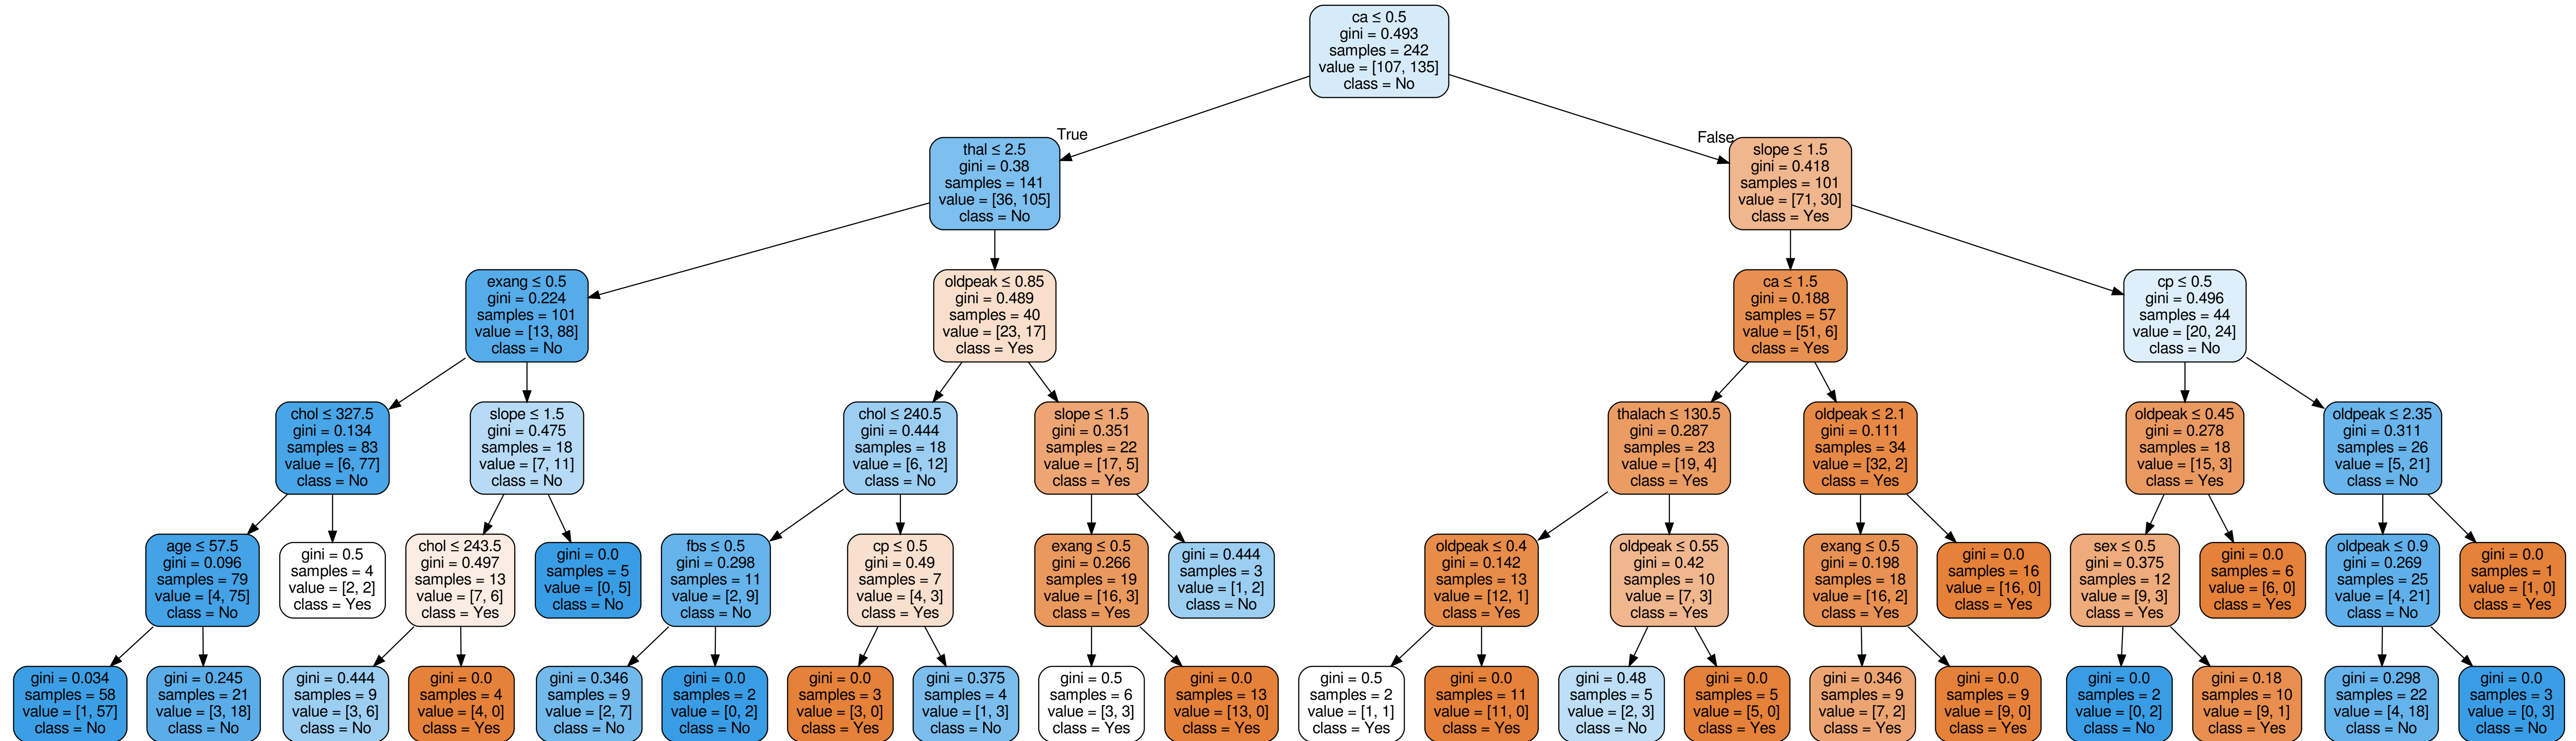 ca ≤ 0.5
gini = 0.493
samples = 242
value = [107, 135]
class = No
True
False
thal ≤ 2.5
gini = 0.38
samples = 141
value = [36, 105]
class = No
slope ≤ 1.5
gini = 0.418
samples = 101
value = [71, 30]
class = Yes
exang ≤ 0.5
gini = 0.224
samples = 101
value = [13, 88]
class = No
oldpeak ≤ 0.85
gini = 0.489
samples = 40
value = [23, 17]
class = Yes
ca ≤ 1.5
gini = 0.188
samples = 57
value = [51, 6]
class = Yes
cp ≤ 0.5
gini = 0.496
samples = 44
value = [20, 24]
class = No
chol ≤ 327.5
gini = 0.134
samples = 83
value = [6, 77]
class = No
slope ≤ 1.5
gini = 0.475
samples = 18
value = [7, 11]
class = No
chol ≤ 240.5
gini = 0.444
samples = 18
value = [6, 12]
class = No
slope ≤ 1.5
gini = 0.351
samples = 22
value = [17, 5]
class = Yes
thalach ≤ 130.5
gini = 0.287
samples = 23
value = [19, 4]
class = Yes
oldpeak ≤ 2.1
gini = 0.111
samples = 34
value = [32, 2]
class = Yes
oldpeak ≤ 0.45
gini = 0.278
samples = 18
value = [15, 3]
class = Yes
oldpeak ≤ 2.35
gini = 0.311
samples = 26
value = [5, 21]
class = No
age ≤ 57.5
gini = 0.096
samples = 79
value = [4, 75]
class = No
gini = 0.5
samples = 4
value = [2, 2]
class = Yes
chol ≤ 243.5
gini = 0.497
samples = 13
value = [7, 6]
class = Yes
gini = 0.0
samples = 5
value = [0, 5]
class = No
fbs ≤ 0.5
gini = 0.298
samples = 11
value = [2, 9]
class = No
cp ≤ 0.5
gini = 0.49
samples = 7
value = [4, 3]
class = Yes
exang ≤ 0.5
gini = 0.266
samples = 19
value = [16, 3]
class = Yes
gini = 0.444
samples = 3
value = [1, 2]
class = No
oldpeak ≤ 0.4
gini = 0.142
samples = 13
value = [12, 1]
class = Yes
oldpeak ≤ 0.55
gini = 0.42
samples = 10
value = [7, 3]
class = Yes
exang ≤ 0.5
gini = 0.198
samples = 18
value = [16, 2]
class = Yes
gini = 0.0
samples = 16
value = [16, 0]
class = Yes
sex ≤ 0.5
gini = 0.375
samples = 12
value = [9, 3]
class = Yes
gini = 0.0
samples = 6
value = [6, 0]
class = Yes
oldpeak ≤ 0.9
gini = 0.269
samples = 25
value = [4, 21]
class = No
gini = 0.0
samples = 1
value = [1, 0]
class = Yes
gini = 0.034
samples = 58
value = [1, 57]
class = No
gini = 0.245
samples = 21
value = [3, 18]
class = No
gini = 0.444
samples = 9
value = [3, 6]
class = No
gini = 0.0
samples = 4
value = [4, 0]
class = Yes
gini = 0.346
samples = 9
value = [2, 7]
class = No
gini = 0.0
samples = 2
value = [0, 2]
class = No
gini = 0.0
samples = 3
value = [3, 0]
class = Yes
gini = 0.375
samples = 4
value = [1, 3]
class = No
gini = 0.5
samples = 6
value = [3, 3]
class = Yes
gini = 0.0
samples = 13
value = [13, 0]
class = Yes
gini = 0.5
samples = 2
value = [1, 1]
class = Yes
gini = 0.0
samples = 11
value = [11, 0]
class = Yes
gini = 0.48
samples = 5
value = [2, 3]
class = No
gini = 0.0
samples = 5
value = [5, 0]
class = Yes
gini = 0.346
samples = 9
value = [7, 2]
class = Yes
gini = 0.0
samples = 9
value = [9, 0]
class = Yes
gini = 0.0
samples = 2
value = [0, 2]
class = No
gini = 0.18
samples = 10
value = [9, 1]
class = Yes
gini = 0.298
samples = 22
value = [4, 18]
class = No
gini = 0.0
samples = 3
value = [0, 3]
class = No